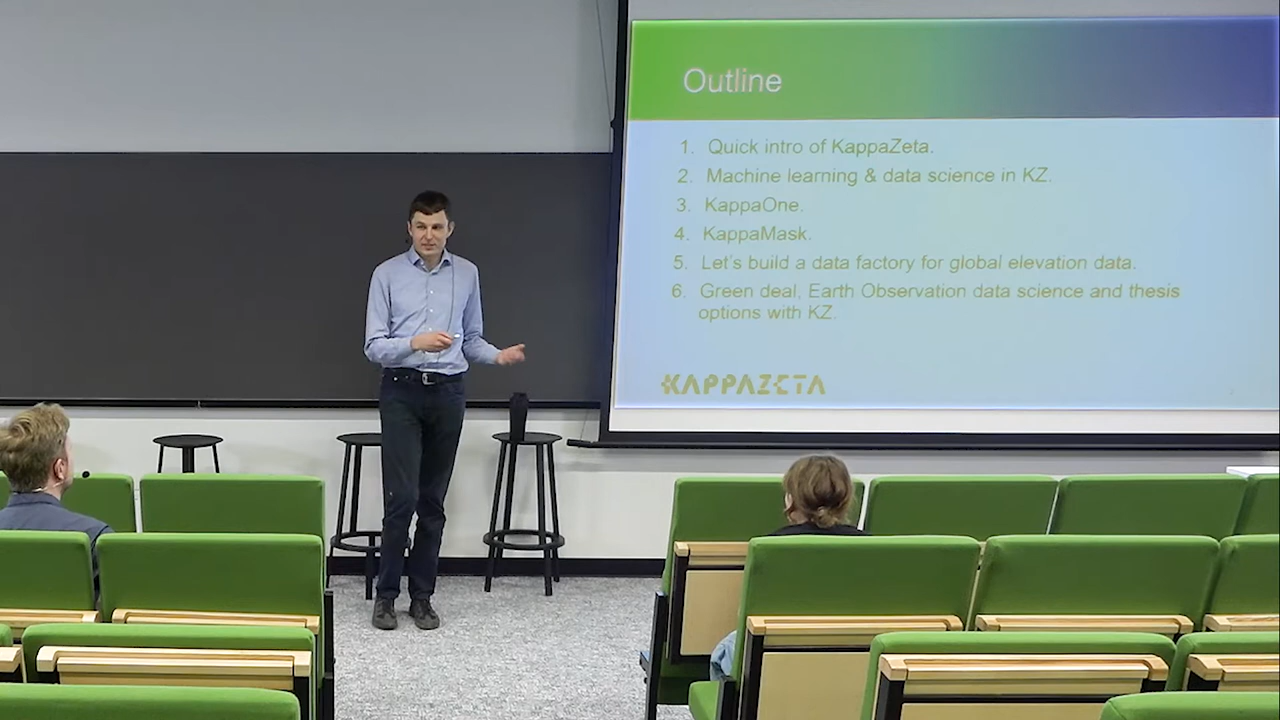 Outline
1. Quick intro of KappaZeta.
2. Machine learning & data science in KZ.
3. KappaOne.
4. KappaMask.
5. Let's build a data factory for global elevation data.
6. Green deal, Earth Observation data science and thesis
options with KZ.
KAPPAZETA